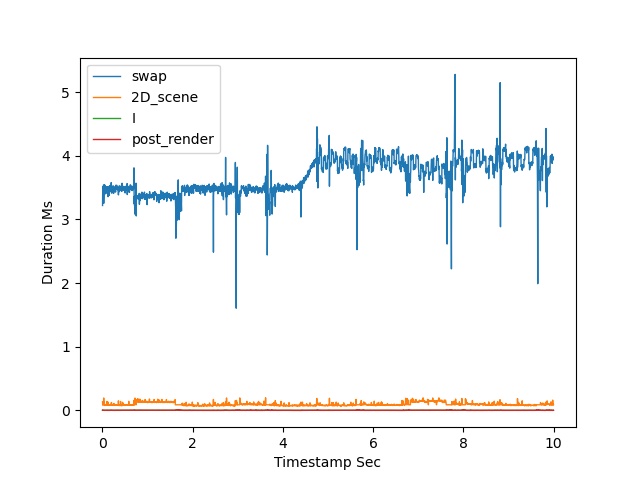 swap
2D_scene
I
post_render
5
4
3
2
1
0
Duration Ms
0 2 4 6 8 10
Timestamp Sec